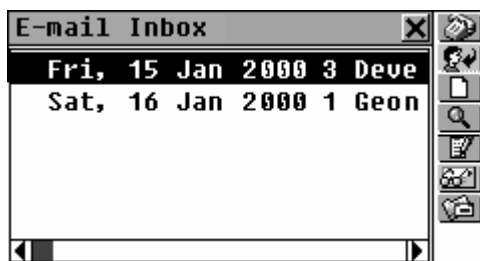 E-mail Inbox
Fri, 15 Jan 2000 3 Deve
Sat, 16 Jan 2000 1 Geon